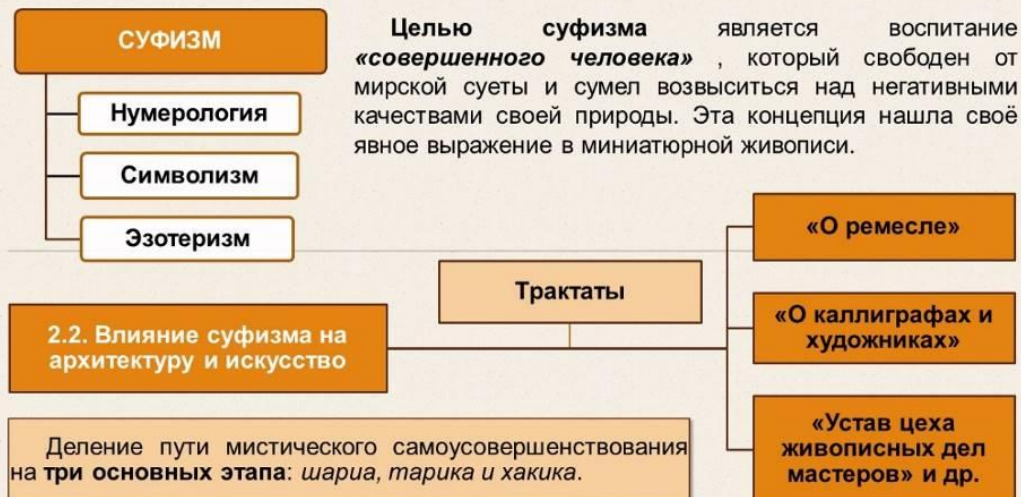 СУФИЗМ
Нумерология
Символизм
Эзотеризм
Целью суфизма является воспитание
«совершенного человека» , который свободен от
мирской суеты и сумел возвыситься над негативными
качествами своей природы. Эта концепция нашла своё
явное выражение в миниатюрной живописи.
2.2. Влияние суфизма на
архитектуру и искусство
Трактаты
«О ремесле»
«О каллиграфах и
художниках»
«Устав цеха
живописных дел
мастеров» и др.
Деление пути мистического самоусовершенствования
на три основных этапа: шариа, тарика и хакика.